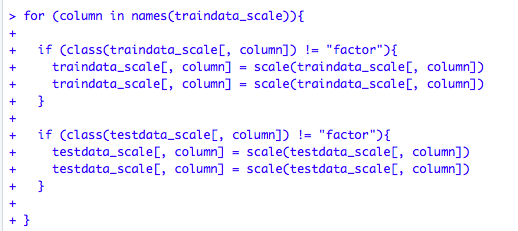 > for (column in names(traindata_scale)){
+
+   if (class(traindata_scale[, column]) != "factor"){
+     traindata_scale[, column] = scale(traindata_scale[, column])
+     traindata_scale[, column] = scale(traindata_scale[, column])
+   }
+
+   if (class(testdata_scale[, column]) != "factor"){
+     testdata_scale[, column] = scale(testdata_scale[, column])
+     testdata_scale[, column] = scale(testdata_scale[, column])
+   }
+
+ }